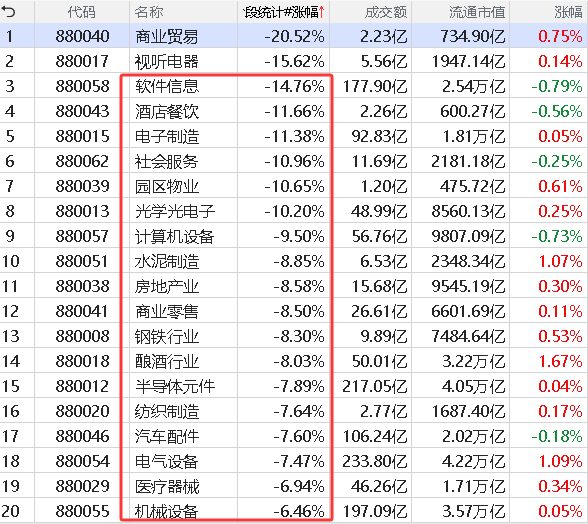 代码 名称 段统计#涨幅↑ 成交额 流通市值 涨幅
1 880040 商业贸易 -20.52% 2.23亿 734.90亿 0.75%
2 880017 视听电器 -15.62% 5.56亿 1947.14亿 0.14%
3 880058 软件信息 -14.76% 177.90亿 2.54万亿 -0.79%
4 880043 酒店餐饮 -11.66% 2.26亿 600.27亿 -0.56%
5 880015 电子制造 -11.38% 92.83亿 1.81万亿 0.05%
6 880062 社会服务 -10.96% 11.69亿 2181.18亿 -0.25%
7 880039 园区物业 -10.65% 1.20亿 475.72亿 0.61%
8 880013 光学光电子 -10.20% 48.99亿 8560.13亿 0.25%
9 880057 计算机设备 -9.50% 56.76亿 9807.09亿 -0.73%
10 880051 水泥制造 -8.85% 6.53亿 2348.34亿 1.07%
11 880038 房地产业 -8.58% 15.68亿 9545.19亿 0.30%
12 880041 商业零售 -8.50% 26.61亿 6601.69亿 0.11%
13 880008 钢铁行业 -8.30% 9.89亿 7484.64亿 0.53%
14 880018 酿酒行业 -8.03% 50.01亿 3.22万亿 1.67%
15 880012 半导体元件 -7.89% 217.05亿 4.05万亿 0.04%
16 880020 纺织制造 -7.64% 2.77亿 1687.40亿 0.17%
17 880046 汽车配件 -7.60% 106.24亿 2.02万亿 -0.18%
18 880054 电气设备 -7.47% 233.80亿 4.22万亿 1.09%
19 880029 医疗器械 -6.94% 46.26亿 1.71万亿 0.34%
20 880055 机械设备 -6.46% 197.09亿 3.57万亿 0.05%